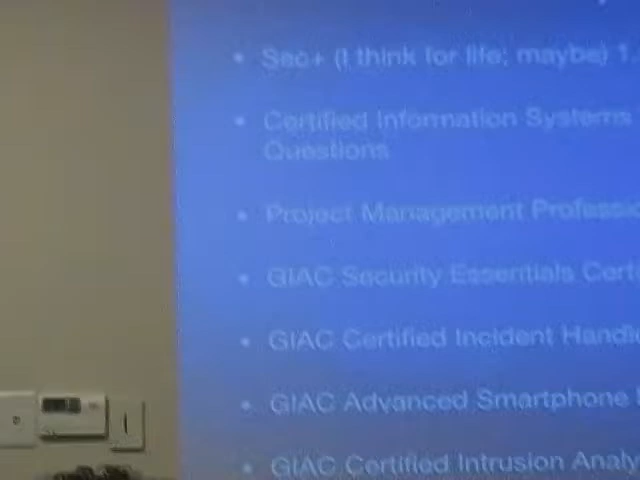 • Sec+ (I think for life; maybe) 1.
• Certified Information Systems
Questions
• Project Management Professio
• GIAC Security Essentials Cert
• GIAC Certified Incident Handl
• GIAC Advanced Smartphone
• GIAC Certified Intrusion Analy